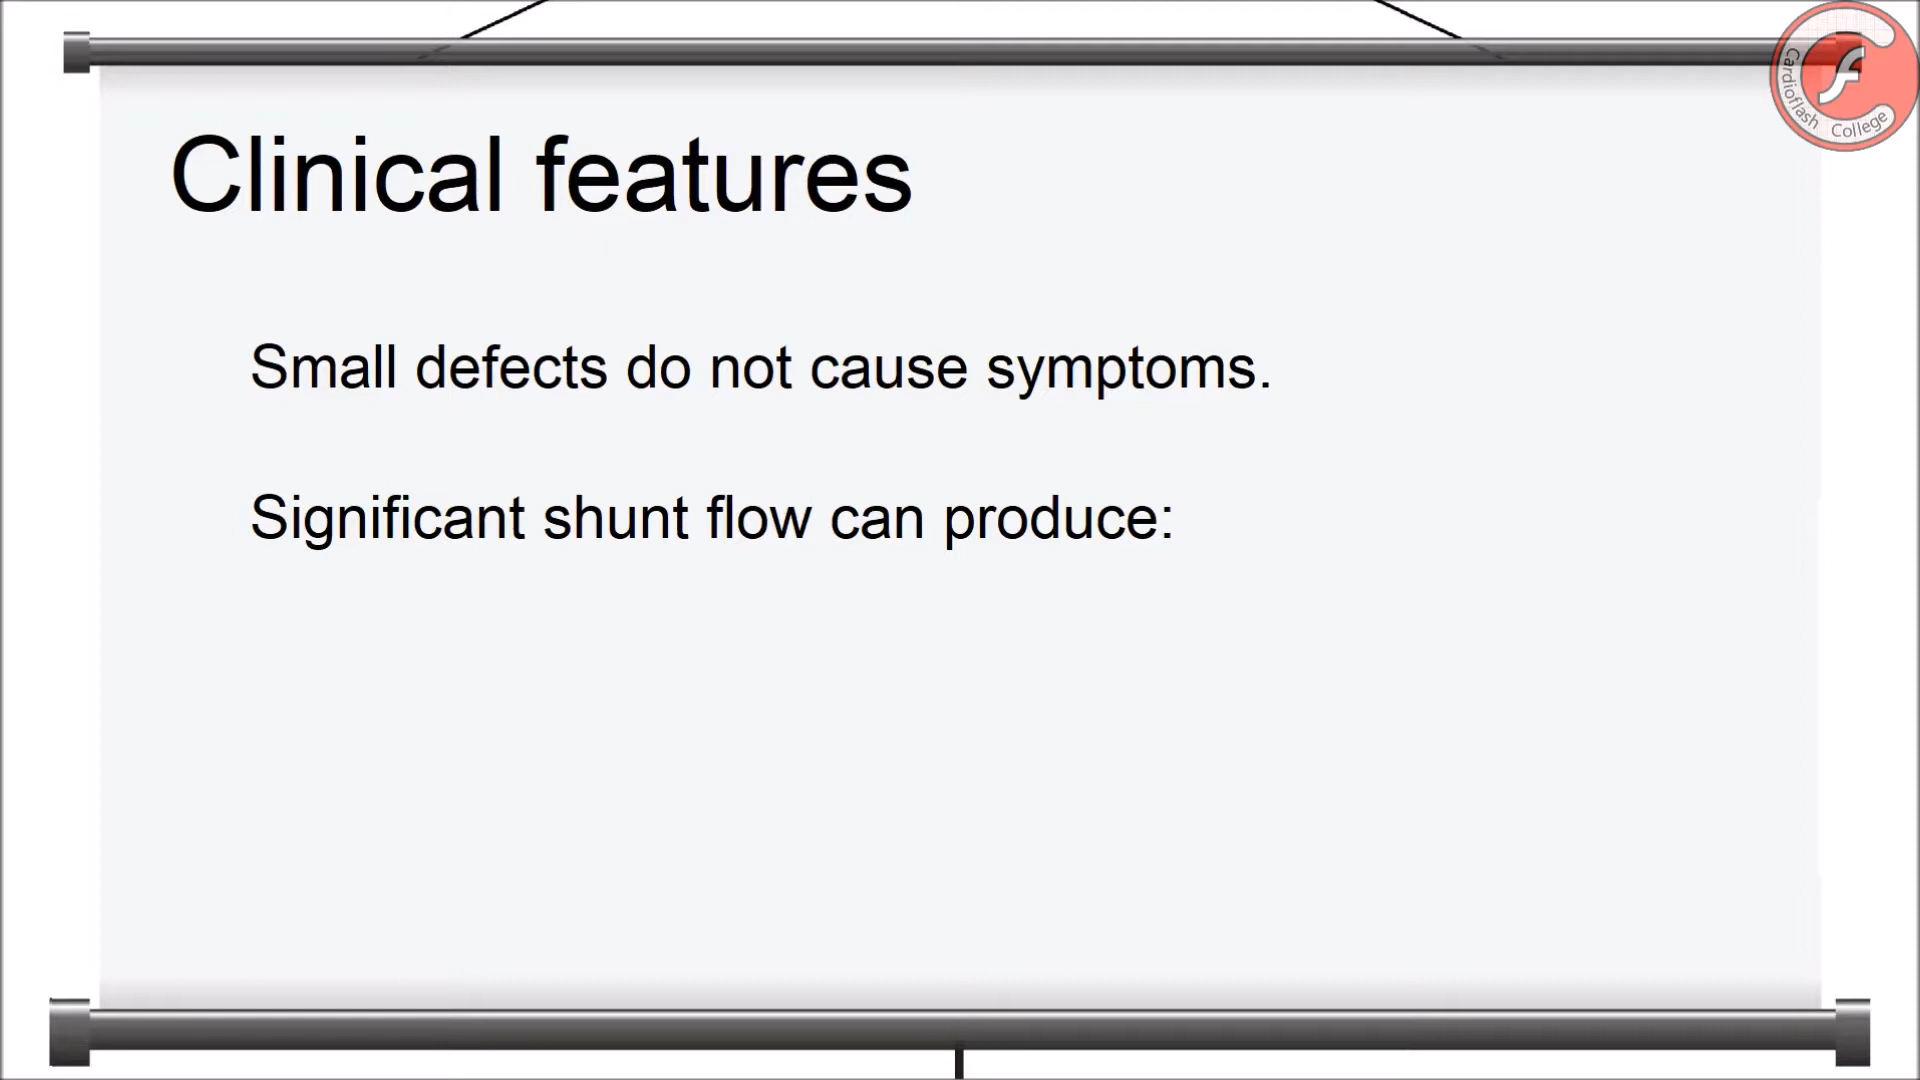 Clinical features
Small defects do not cause symptoms.
Significant shunt flow can produce:
Cardioflash College